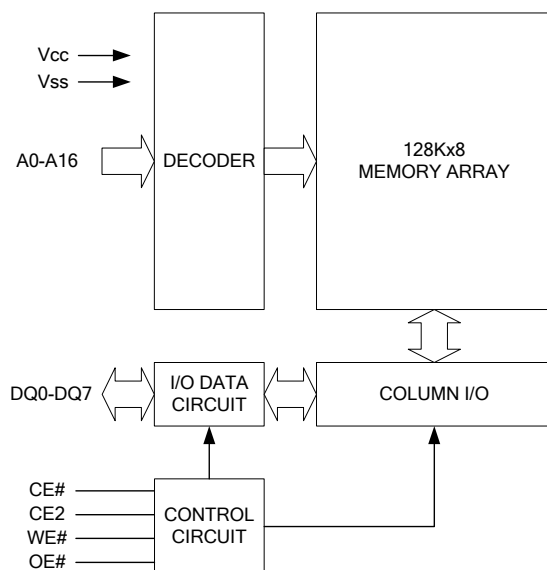 Vcc
Vss
A0-A16
DECODER
128Kx8
MEMORY ARRAY
DQ0-DQ7
I/O DATA
CIRCUIT
COLUMN I/O
CE#
CE2
WE#
OE#
CONTROL
CIRCUIT